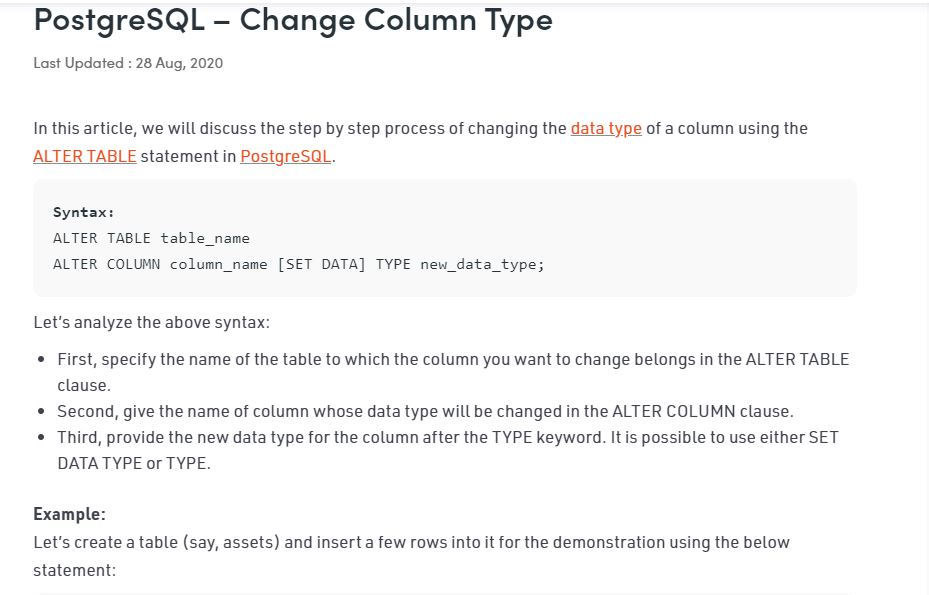 PostgreSQL – Change Column Type
Last Updated : 28 Aug, 2020
In this article, we will discuss the step by step process of changing the data type of a column using the
ALTER TABLE statement in PostgreSQL.
Syntax:
ALTER TABLE table_name
ALTER COLUMN column_name [SET DATA] TYPE new_data_type;
Let's analyze the above syntax:
• First, specify the name of the table to which the column you want to change belongs in the ALTER TABLE
clause.
• Second, give the name of column whose data type will be changed in the ALTER COLUMN clause.
• Third, provide the new data type for the column after the TYPE keyword. It is possible to use either SET
DATA TYPE or TYPE.
Example:
Let's create a table (say, assets) and insert a few rows into it for the demonstration using the below
statement: